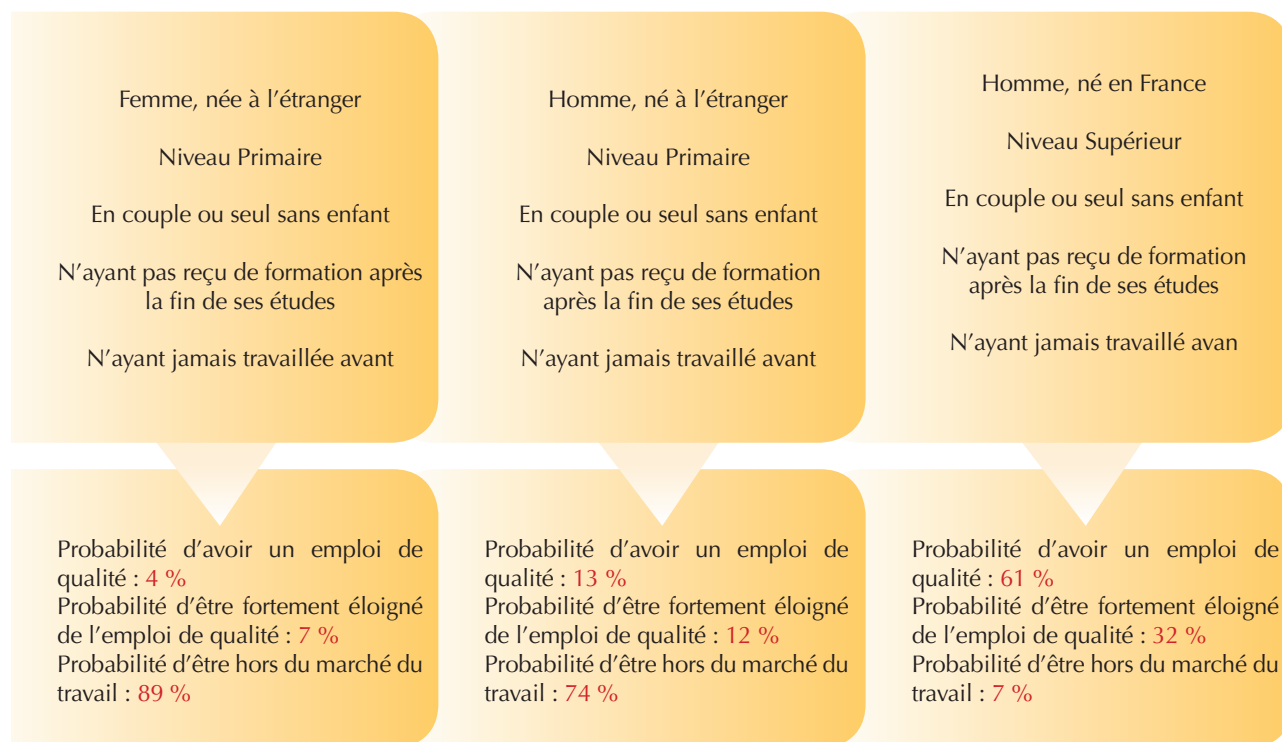 Femme, née à l'étranger
Niveau Primaire
En couple ou seul sans enfant
N'ayant pas reçu de formation après
la fin de ses études
N'ayant jamais travaillée avant
Homme, né à l'étranger
Niveau Primaire
En couple ou seul sans enfant
N'ayant pas reçu de formation
après la fin de ses études
N'ayant jamais travaillé avant
Homme, né en France
Niveau Supérieur
En couple ou seul sans enfant
N'ayant pas reçu de formation
après la fin de ses études
N'ayant jamais travaillé avan
Probabilité d'avoir un emploi de
qualité : 4 %
Probabilité d'être fortement éloigné
de l'emploi de qualité : 7 %
Probabilité d'être hors du marché du
travail : 89 %
Probabilité d'avoir un emploi de
qualité : 13 %
Probabilité d'être fortement éloigné
de l'emploi de qualité : 12 %
Probabilité d'être hors du marché du
travail : 74 %
Probabilité d'avoir un emploi de
qualité : 61 %
Probabilité d'être fortement éloigné
de l'emploi de qualité : 32 %
Probabilité d'être hors du marché du
travail : 7 %